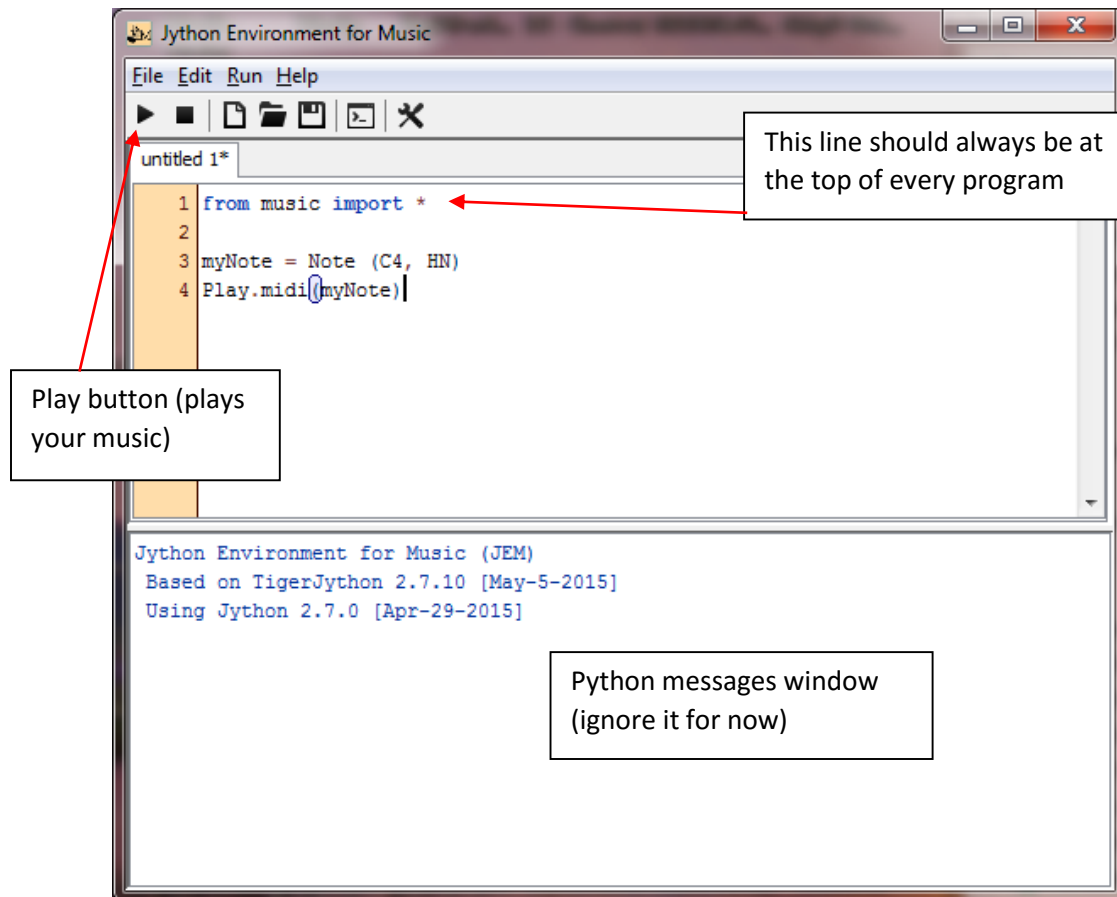 Jython Environment for Music
File Edit Run Help
This line should always be at
the top of every program
untitled 1*
1 from music import *
2
3 myNote = Note (C4, HN)
4 Play.midi(myNote)
Play button (plays
your music)
Jython Environment for Music (JEM)
Based on TigerJython 2.7.10 [May-5-2015]
Using Jython 2.7.0 [Apr-29-2015]
Python messages window
(ignore it for now)